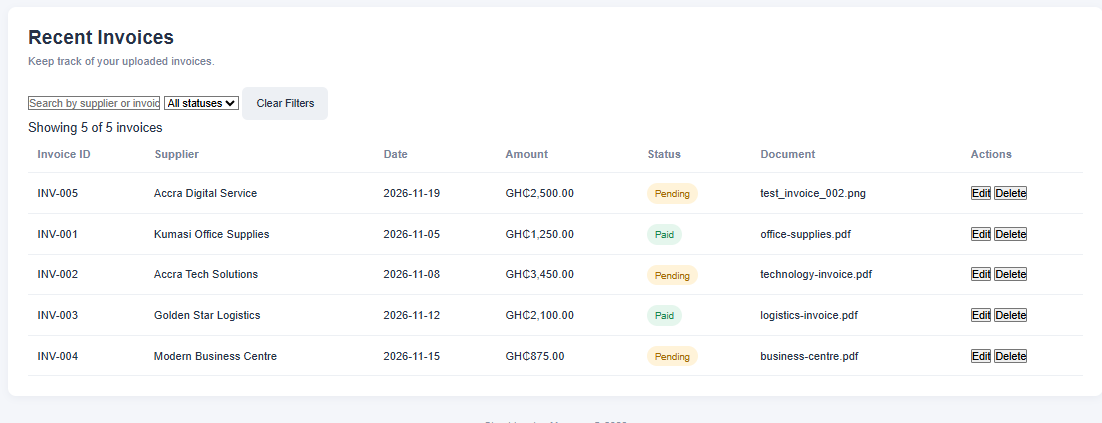 Recent Invoices
Keep track of your uploaded invoices.
Search by supplier or invoic All statuses Clear Filters
Showing 5 of 5 invoices
Invoice ID Supplier Date Amount Status Document Actions
INV-005 Accra Digital Service 2026-11-19 GH₵2,500.00 Pending test_invoice_002.png Edit Delete
INV-001 Kumasi Office Supplies 2026-11-05 GH₵1,250.00 Paid office-supplies.pdf Edit Delete
INV-002 Accra Tech Solutions 2026-11-08 GH₵3,450.00 Pending technology-invoice.pdf Edit Delete
INV-003 Golden Star Logistics 2026-11-12 GH₵2,100.00 Paid logistics-invoice.pdf Edit Delete
INV-004 Modern Business Centre 2026-11-15 GH₵875.00 Pending business-centre.pdf Edit Delete